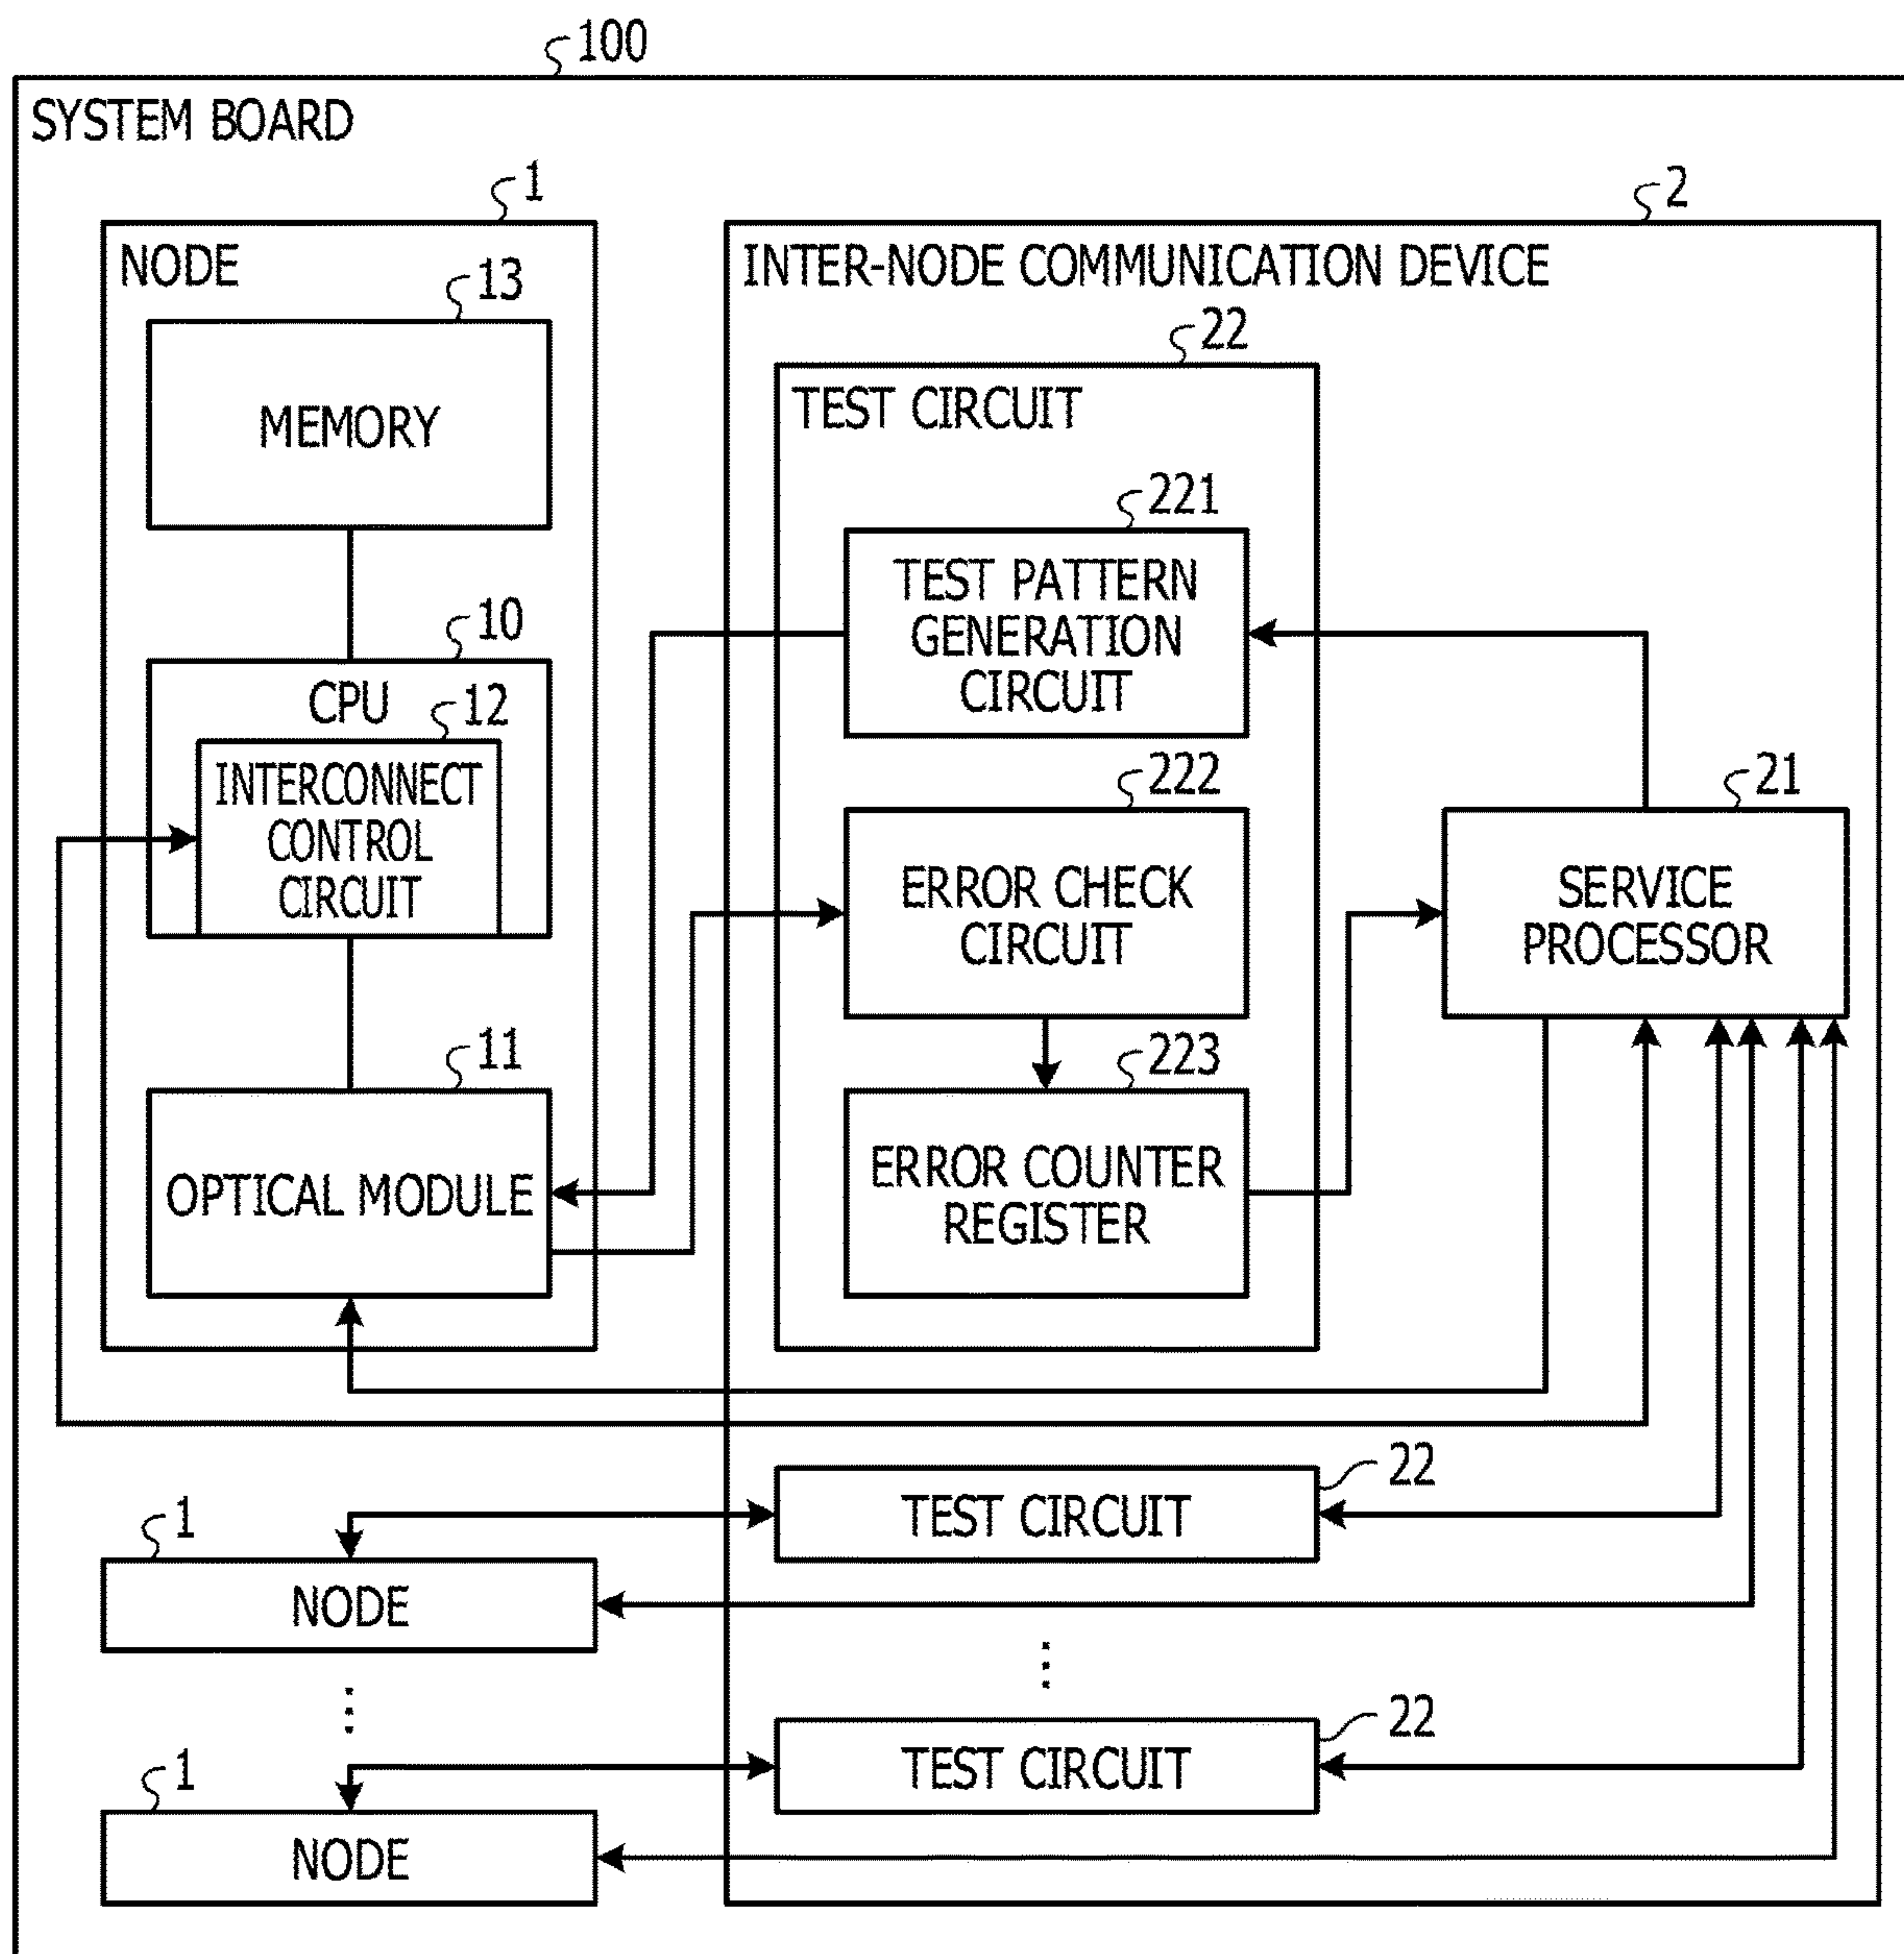 100
SYSTEM BOARD
1
NODE
13
MEMORY
10
CPU
12
INTERCONNECT
CONTROL
CIRCUIT
11
OPTICAL MODULE
2
INTER-NODE COMMUNICATION DEVICE
22
TEST CIRCUIT
221
TEST PATTERN
GENERATION
CIRCUIT
222
ERROR CHECK
CIRCUIT
223
ERROR COUNTER
REGISTER
21
SERVICE
PROCESSOR
22
TEST CIRCUIT
1
NODE
22
TEST CIRCUIT
1
NODE